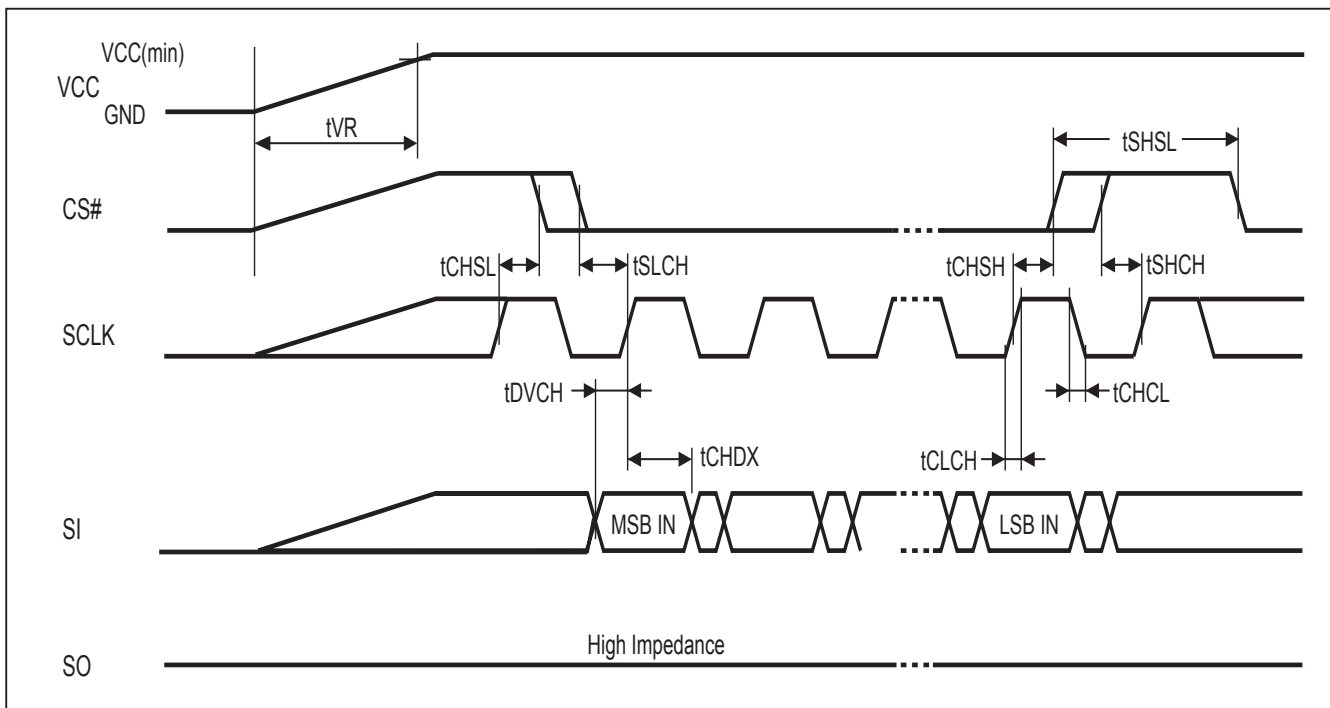 VCC(min)
VCC
GND
tVR
tSHSL
CS#
tCHSL
tSLCH
tCHSH
tSHCH
SCLK
tDVCH
tCHCL
tCHDX
tCLCH
SI
MSB IN
LSB IN
High Impedance
SO